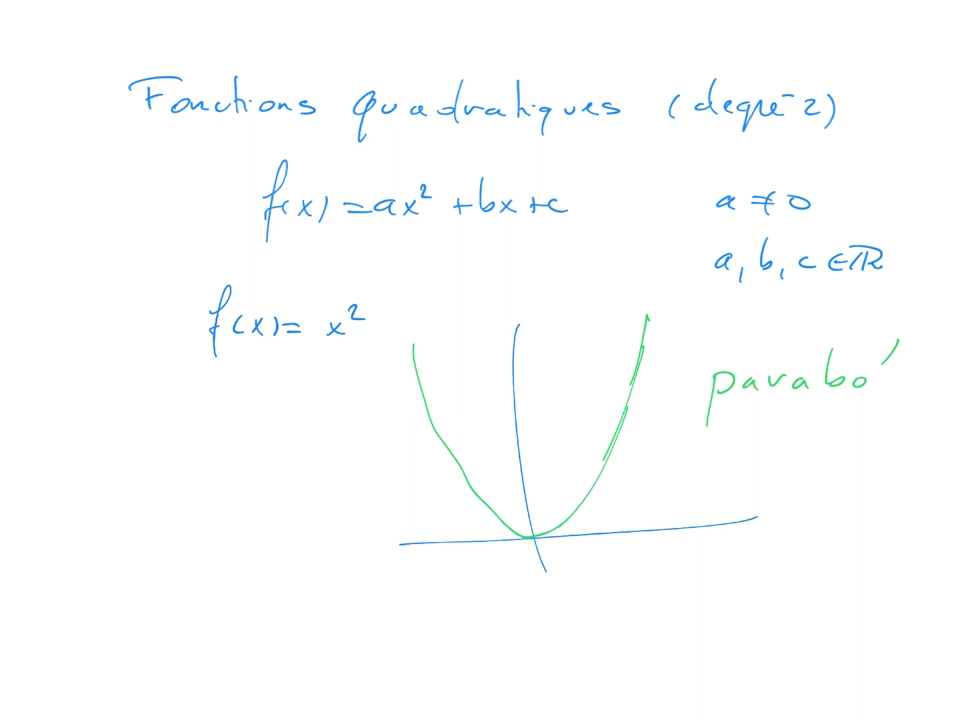 Fonctions quadratiques (degré 2)
f(x) = ax² + bx + c
a ≠ 0
a, b, c ∈ ℝ
f(x) = x²
parabo